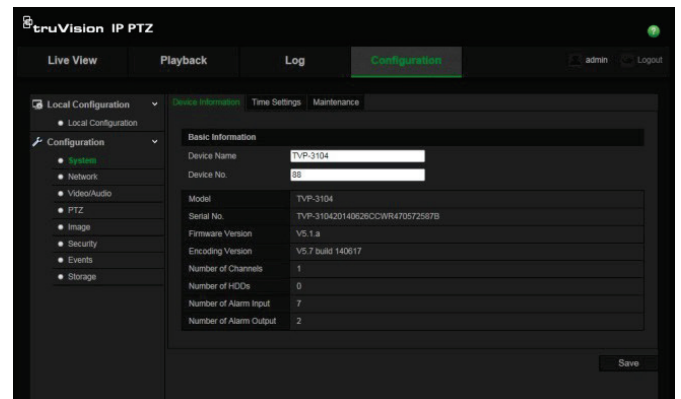 truVision IP PTZ
Live View Playback Log Configuration admin Logout
Local Configuration
Local Configuration
Configuration
System
Network
Video/Audio
PTZ
Image
Security
Events
Storage
Device Information Time Settings Maintenance
Basic Information
Device Name TVP-3104
Device No. 88
Model TVP-3104
Serial No. TVP-310420140626CCWR470572587B
Firmware Version V5.1.a
Encoding Version V5.7 build 140617
Number of Channels 1
Number of HDDs 0
Number of Alarm Input 7
Number of Alarm Output 2
Save